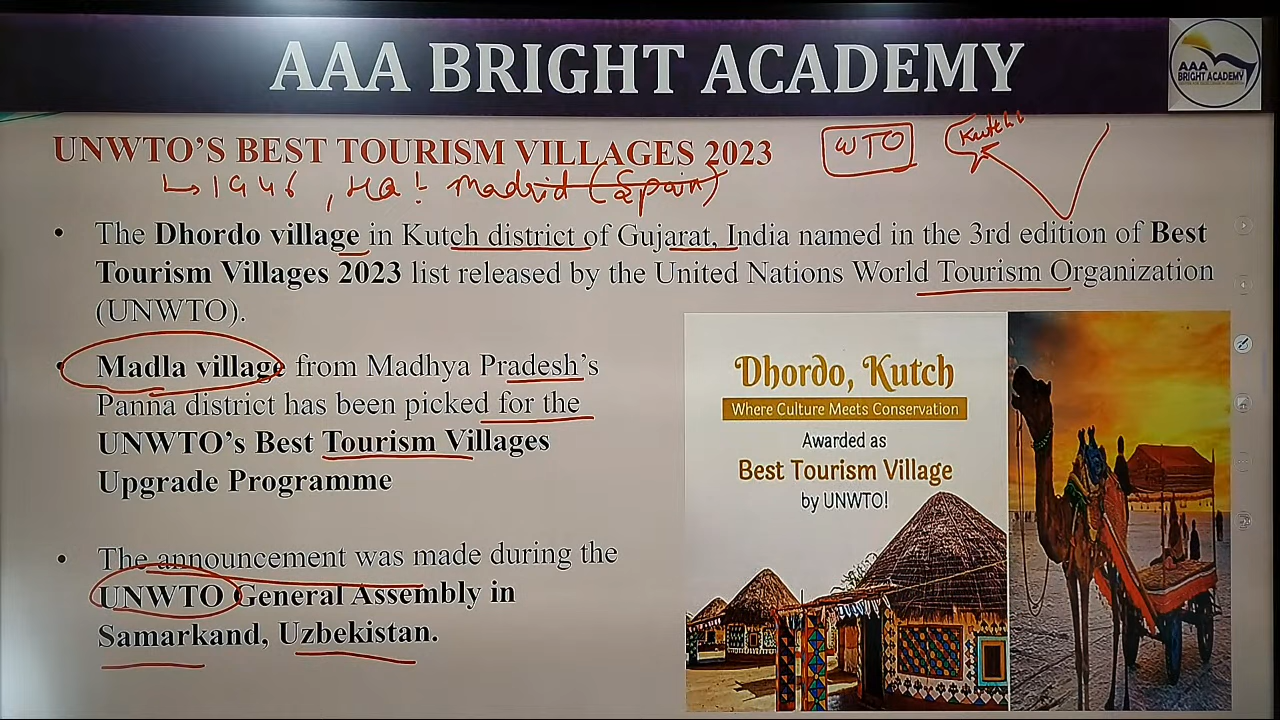 AAA BRIGHT ACADEMY
AAA
BRIGHT ACADEMY
UNWTO'S BEST TOURISM VILLAGES 2023
WTO
Kutch
↳ 1946, HQ: Madrid (Spain)
• The Dhordo village in Kutch district of Gujarat, India named in the 3rd edition of Best
Tourism Villages 2023 list released by the United Nations World Tourism Organization
(UNWTO).
• Madla village from Madhya Pradesh's
Panna district has been picked for the
UNWTO's Best Tourism Villages
Upgrade Programme
• The announcement was made during the
UNWTO General Assembly in
Samarkand, Uzbekistan.
Dhordo, Kutch
Where Culture Meets Conservation
Awarded as
Best Tourism Village
by UNWTO!